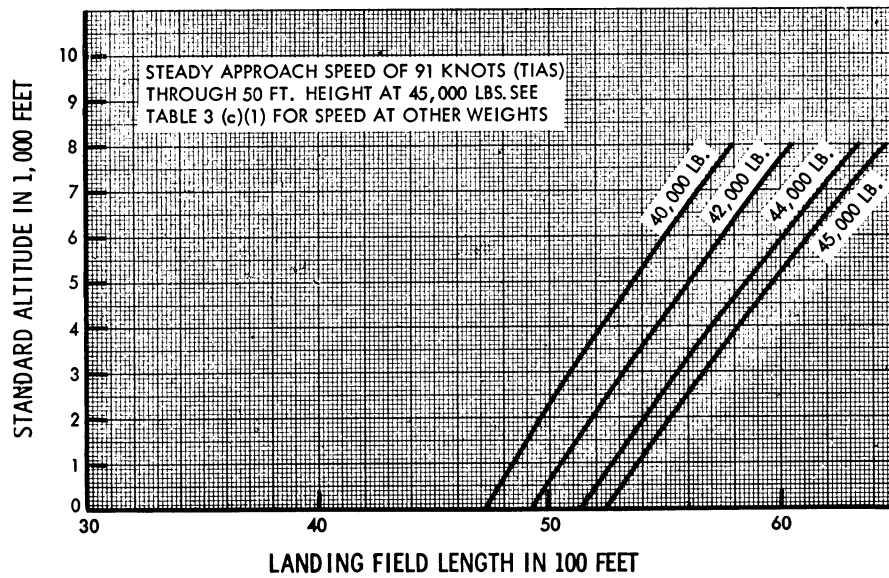 STANDARD ALTITUDE IN 1,000 FEET
10
9
8
7
6
5
4
3
2
1
0
STEADY APPROACH SPEED OF 91 KNOTS (TIAS)
THROUGH 50 FT. HEIGHT AT 45,000 LBS. SEE
TABLE 3 (c)(1) FOR SPEED AT OTHER WEIGHTS
40,000 LB.
42,000 LB.
44,000 LB.
45,000 LB.
30 40 50 60
LANDING FIELD LENGTH IN 100 FEET